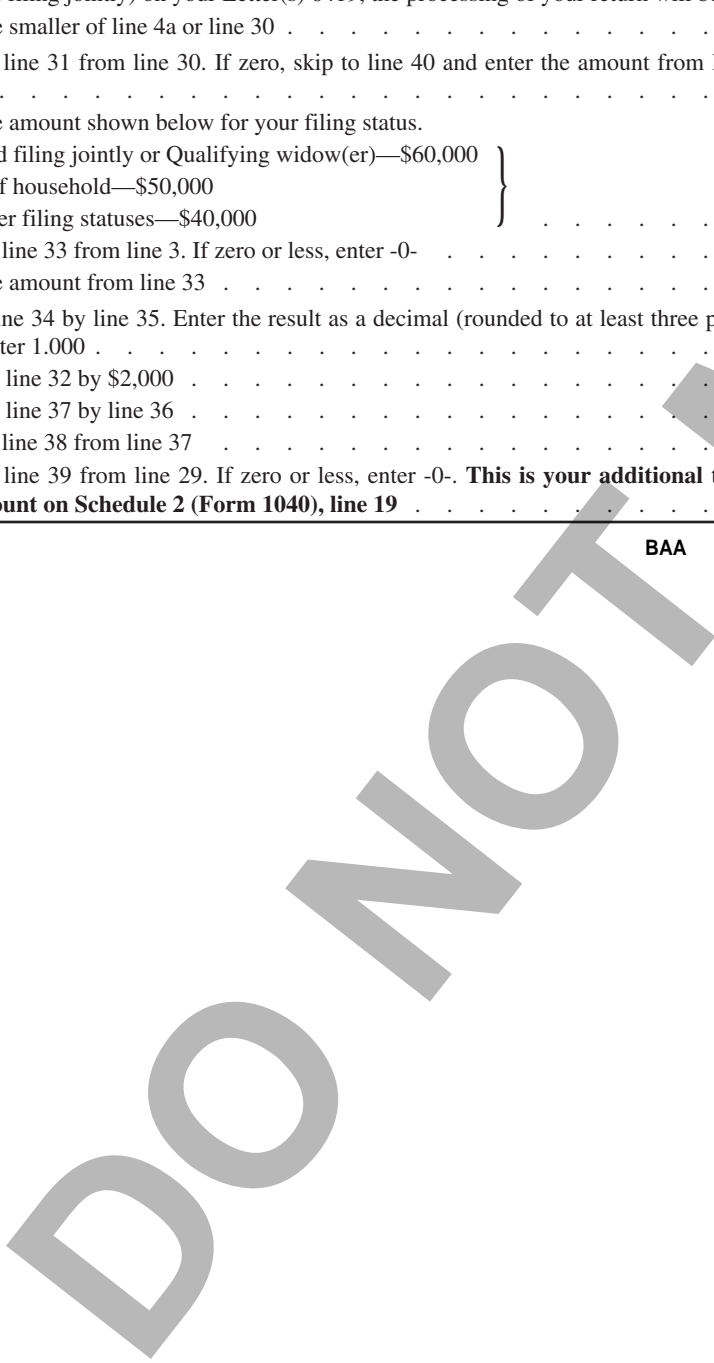 e smaller of line 4a or line 30 . . . . . . . . . . . . . .
line 31 from line 30. If zero, skip to line 40 and enter the amount from
. . . . . . . . . . . . . . . . . . . . . . .
e amount shown below for your filing status.
d filing jointly or Qualifying widow(er)—$60,000
f household—$50,000
er filing statuses—$40,000 . . . . . .
line 33 from line 3. If zero or less, enter -0- . . . . . . . . .
e amount from line 33 . . . . . . . . . . . . . . . .
ne 34 by line 35. Enter the result as a decimal (rounded to at least three p
ter 1.000 . . . . . . . . . . . . . . . . . . . .
line 32 by $2,000 . . . . . . . . . . . . . . . . .
line 37 by line 36 . . . . . . . . . . . . . . . . .
line 38 from line 37 . . . . . . . . . . . . . . . .
line 39 from line 29. If zero or less, enter -0-. This is your additional t
ount on Schedule 2 (Form 1040), line 19 . . . . . . . . . .
BAA
DO NOT